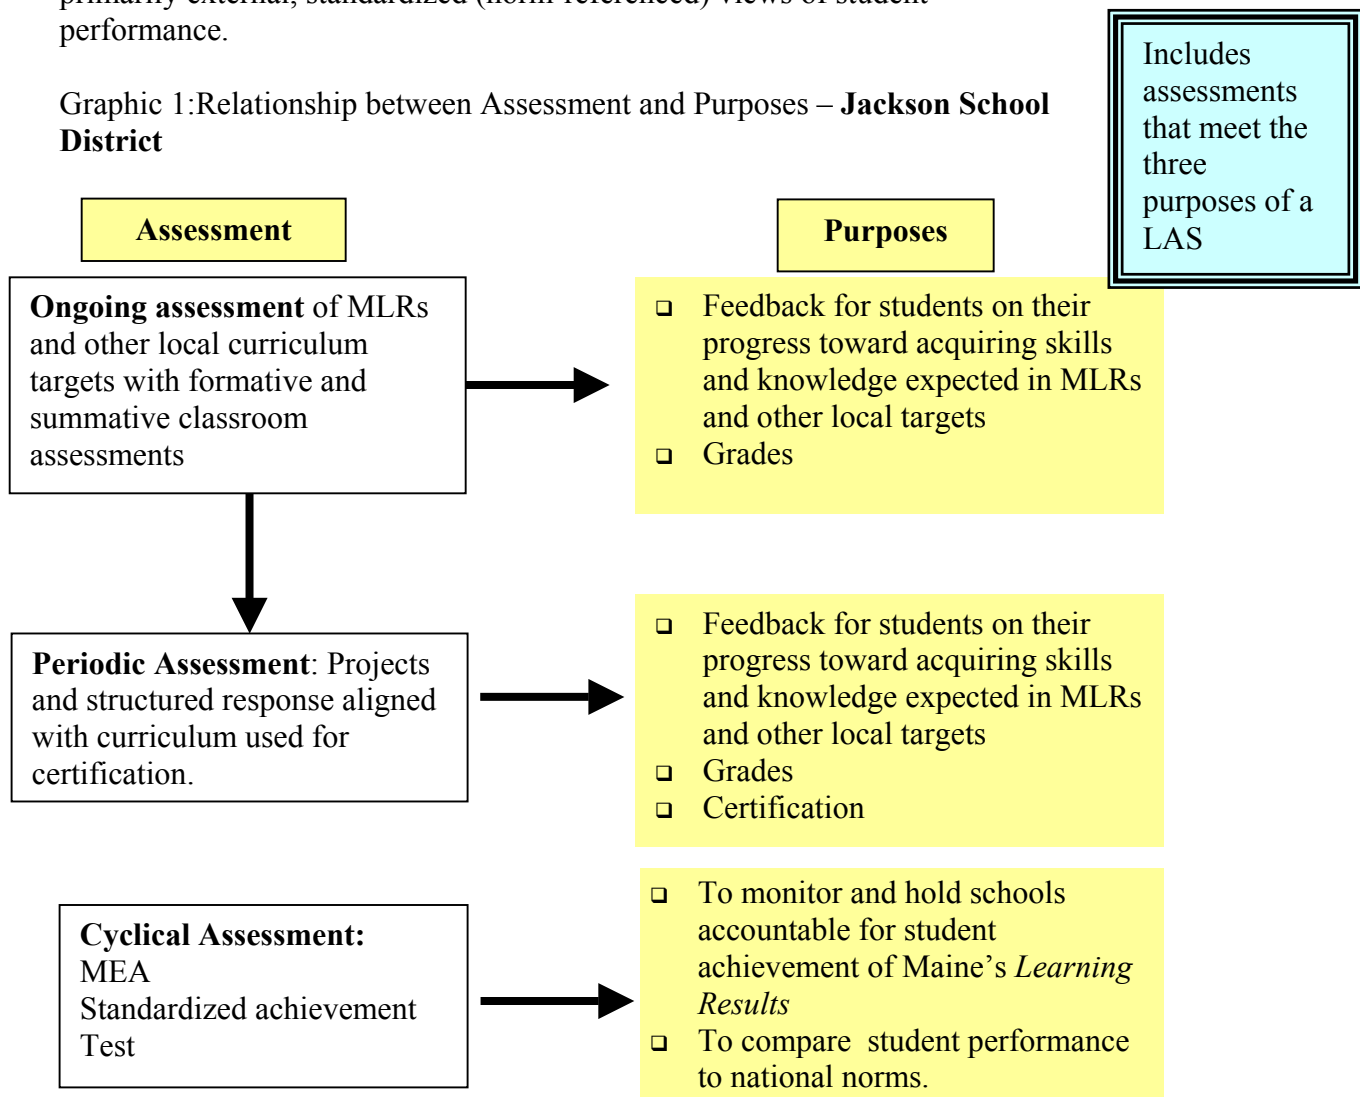 performance.
Graphic 1:Relationship between Assessment and Purposes – Jackson School
District
Includes
assessments
that meet the
three
purposes of a
LAS
Assessment
Purposes
Ongoing assessment of MLRs
and other local curriculum
targets with formative and
summative classroom
assessments
❑ Feedback for students on their
progress toward acquiring skills
and knowledge expected in MLRs
and other local targets
❑ Grades
Periodic Assessment: Projects
and structured response aligned
with curriculum used for
certification.
❑ Feedback for students on their
progress toward acquiring skills
and knowledge expected in MLRs
and other local targets
❑ Grades
❑ Certification
Cyclical Assessment:
MEA
Standardized achievement
Test
❑ To monitor and hold schools
accountable for student
achievement of Maine’s Learning
Results
❑ To compare  student performance
to national norms.